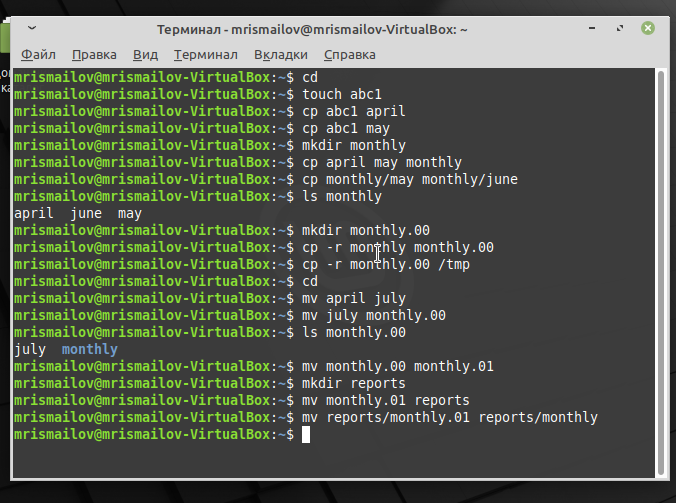 Терминал - mrismailov@mrismailov-VirtualBox: ~
Файл Правка Вид Терминал Вкладки Справка
mrismailov@mrismailov-VirtualBox:~$ cd
mrismailov@mrismailov-VirtualBox:~$ touch abc1
mrismailov@mrismailov-VirtualBox:~$ cp abc1 april
mrismailov@mrismailov-VirtualBox:~$ cp abc1 may
mrismailov@mrismailov-VirtualBox:~$ mkdir monthly
mrismailov@mrismailov-VirtualBox:~$ cp april may monthly
mrismailov@mrismailov-VirtualBox:~$ cp monthly/may monthly/june
mrismailov@mrismailov-VirtualBox:~$ ls monthly
april  june  may
mrismailov@mrismailov-VirtualBox:~$ mkdir monthly.00
mrismailov@mrismailov-VirtualBox:~$ cp -r monthly monthly.00
mrismailov@mrismailov-VirtualBox:~$ cp -r monthly.00 /tmp
mrismailov@mrismailov-VirtualBox:~$ cd
mrismailov@mrismailov-VirtualBox:~$ mv april july
mrismailov@mrismailov-VirtualBox:~$ mv july monthly.00
mrismailov@mrismailov-VirtualBox:~$ ls monthly.00
july  monthly
mrismailov@mrismailov-VirtualBox:~$ mv monthly.00 monthly.01
mrismailov@mrismailov-VirtualBox:~$ mkdir reports
mrismailov@mrismailov-VirtualBox:~$ mv monthly.01 reports
mrismailov@mrismailov-VirtualBox:~$ mv reports/monthly.01 reports/monthly
mrismailov@mrismailov-VirtualBox:~$